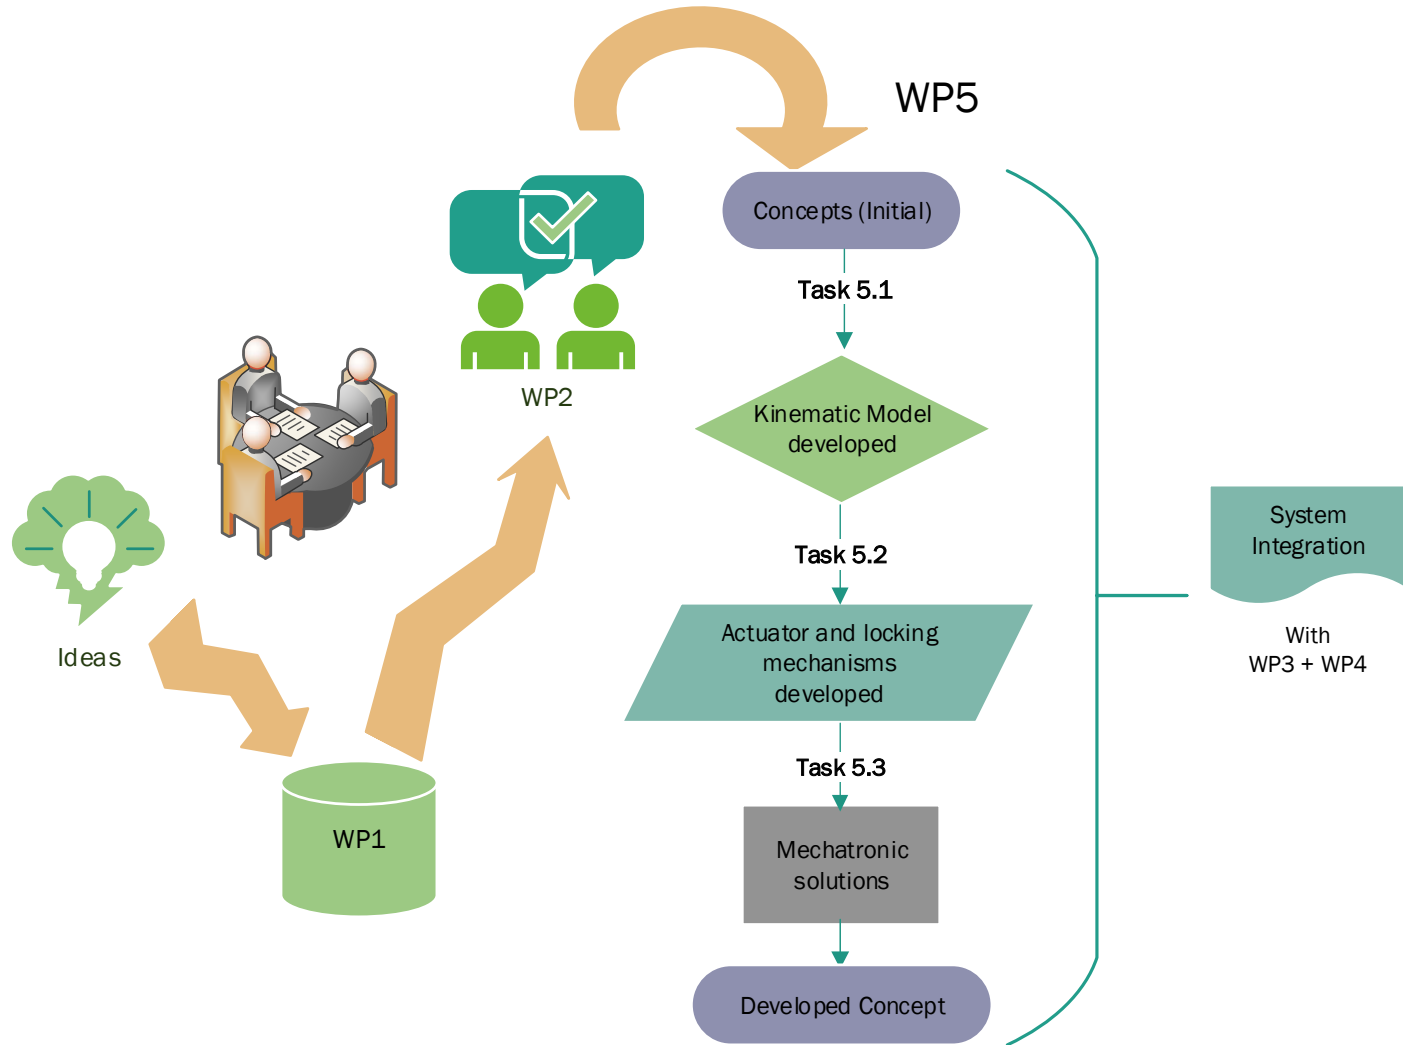 WP5
Concepts (Initial)
Task 5.1
WP2
Kinematic Model
developed
Task 5.2
System
Integration
With
WP3 + WP4
Ideas
Actuator and locking
mechanisms
developed
Task 5.3
WP1
Mechatronic
solutions
Developed Concept